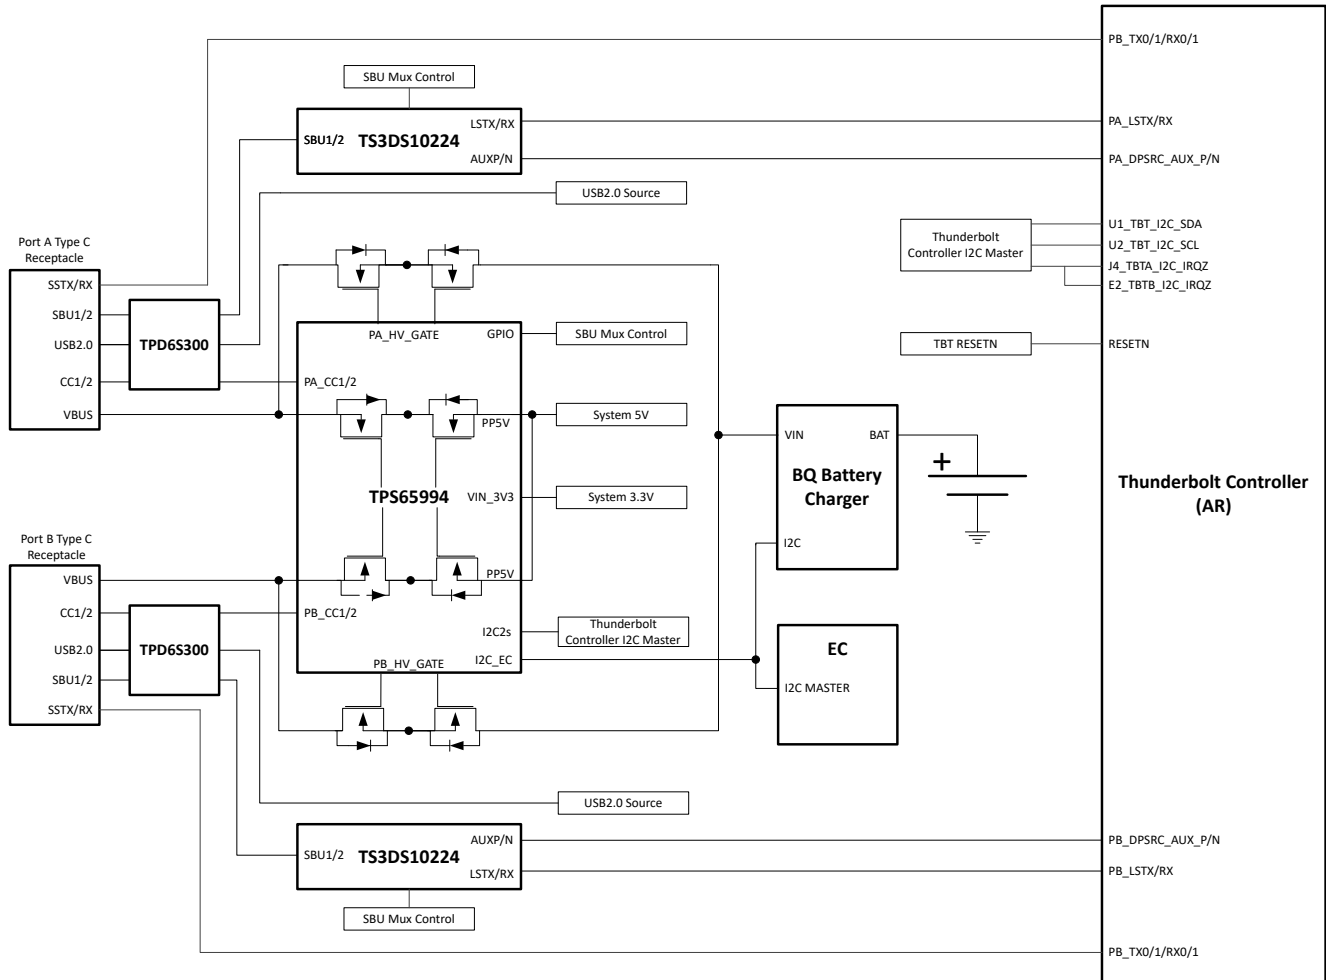 PB_TX0/1/RX0/1
SBU Mux Control
LSTX/RX
SBU1/2
TS3DS10224
AUXP/N
PA_LSTX/RX
PA_DPSRC_AUX_P/N
USB2.0 Source
Port A Type C
Receptacle
SSTX/RX
SBU1/2
USB2.0
CC1/2
VBUS
TPD6S300
Thunderbolt
Controller I2C Master
U1_TBT_I2C_SDA
U2_TBT_I2C_SCL
J4_TBTA_I2C_IRQZ
E2_TBTB_I2C_IRQZ
PA_HV_GATE
GPIO
SBU Mux Control
TBT RESETN
RESETN
PA_CC1/2
PP5V
System 5V
TPS65994
VIN_3V3
System 3.3V
VIN
BAT
BQ Battery
Charger
I2C
+
Thunderbolt Controller
(AR)
Port B Type C
Receptacle
VBUS
CC1/2
USB2.0
SBU1/2
SSTX/RX
TPD6S300
PP5V
PB_CC1/2
I2C2s
Thunderbolt
Controller I2C Master
PB_HV_GATE
I2C_EC
EC
I2C MASTER
USB2.0 Source
AUXP/N
SBU1/2
TS3DS10224
LSTX/RX
SBU Mux Control
PB_DPSRC_AUX_P/N
PB_LSTX/RX
PB_TX0/1/RX0/1